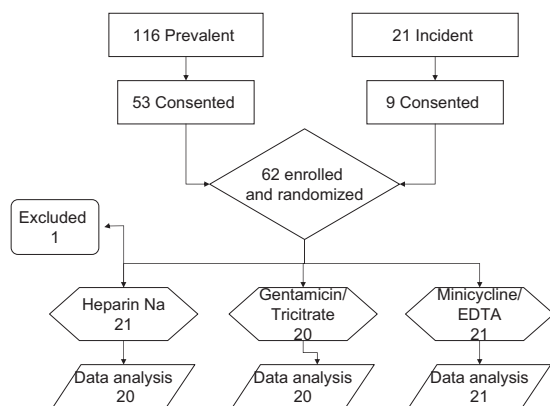 116 Prevalent
21 Incident
53 Consented
9 Consented
62 enrolled
and randomized
Excluded
1
Heparin Na
21
Gentamicin/
Tricitrate
20
Minicycline/
EDTA
21
Data analysis
20
Data analysis
20
Data analysis
21